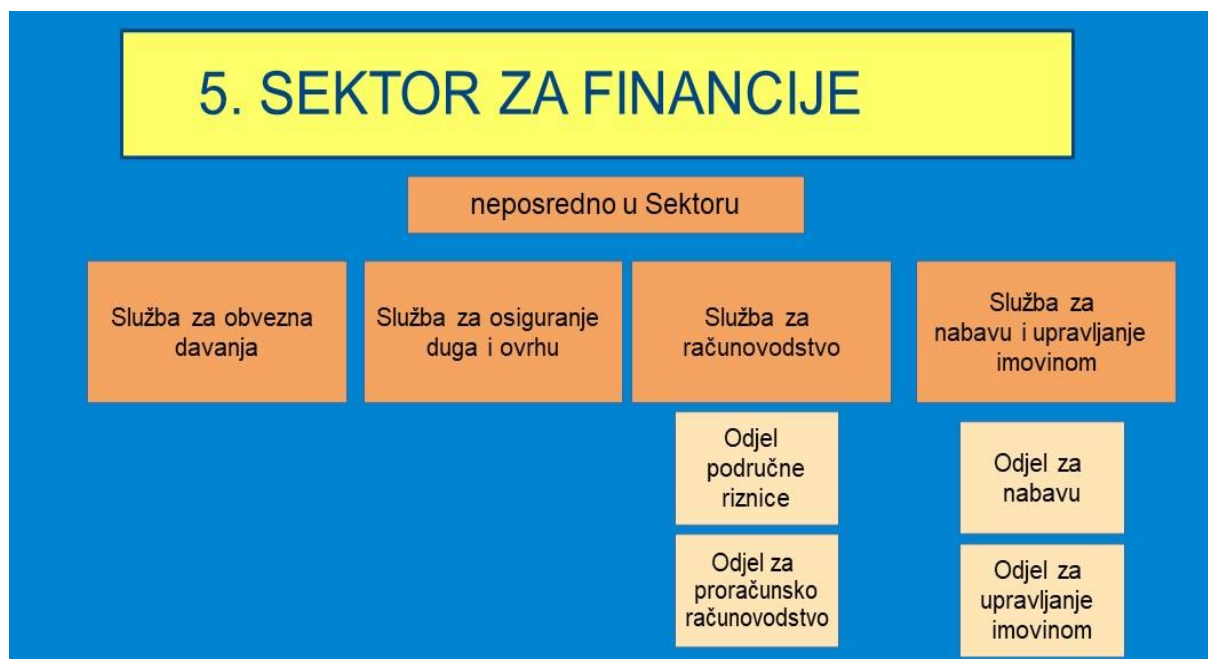 5. SEKTOR ZA FINANCIJE
neposredno u Sektoru
Služba za obvezna
davanja
Služba za osiguranje
duga i ovrhu
Služba za
računovodstvo
Služba za
nabavu i upravljanje
imovinom
Odjel
područne
riznice
Odjel za
proračunsko
računovodstvo
Odjel za
nabavu
Odjel za
upravljanje
imovinom